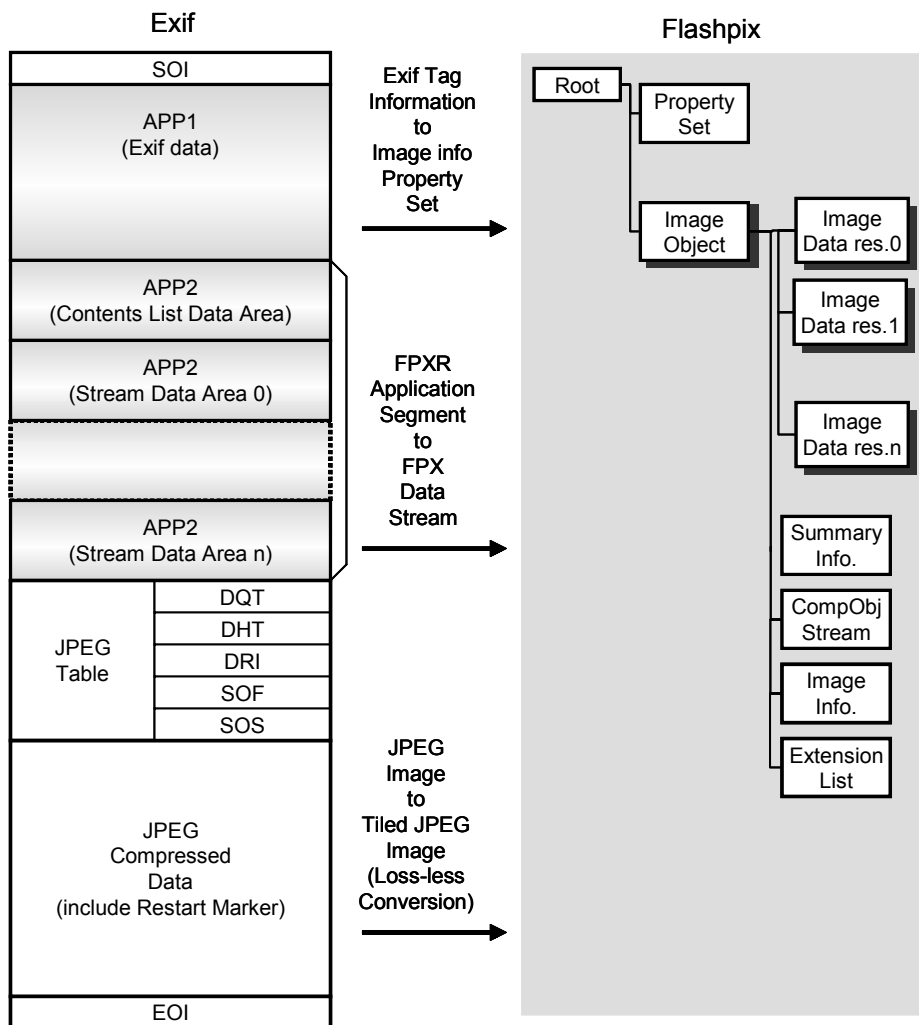 Exif
SOI
APP1
(Exif data)
APP2
(Contents List Data Area)
APP2
(Stream Data Area 0)
APP2
(Stream Data Area n)
JPEG
Table
DQT
DHT
DRI
SOF
SOS
JPEG
Compressed
Data
(include Restart Marker)
EOI
Exif Tag
Information
to
Image info
Property
Set
FPXR
Application
Segment
to
FPX
Data
Stream
JPEG
Image
to
Tiled JPEG
Image
(Loss-less
Conversion)
Flashpix
Root
Property
Set
Image
Object
Image
Data res.0
Image
Data res.1
Image
Data res.n
Summary
Info.
CompObj
Stream
Image
Info.
Extension
List